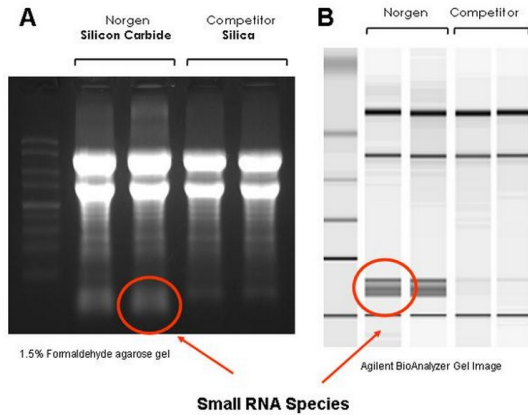 A
Norgen
Silicon Carbide
Competitor
Silica
1.5% Formaldehyde agarose gel
B
Norgen
Competitor
Agilent BioAnalyzer Gel Image
Small RNA Species